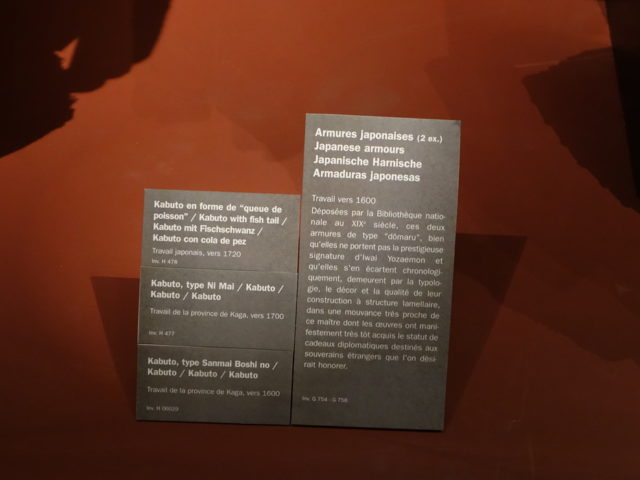 Kabuto en forme de "queue de
poisson" / Kabuto with fish tail /
Kabuto mit Fischschwanz /
Kabuto con cola de pez
Travail japonais, vers 1720
Inv. H 478
Kabuto, type Ni Mai / Kabuto /
Kabuto / Kabuto
Travail de la province de Kaga, vers 1700
Inv. H 477
Kabuto, type Sanmai Boshi no /
Kabuto / Kabuto / Kabuto
Travail de la province de Kaga, vers 1600
Inv. H 00029
Armures japonaises (2 ex.)
Japanese armours
Japanische Harnische
Armaduras japonesas
Travail vers 1600
Déposées par la Bibliothèque natio-
nale au XIXe siècle, ces deux
armures de type "dômaru", bien
qu'elles ne portent pas la prestigieuse
signature d'Iwai Yozaemon et
qu'elles s'en écartent chronologi-
quement, demeurent par la typolo-
gie, le décor et la qualité de leur
construction à structure lamellaire,
dans une mouvance très proche de
ce maître dont les œuvres ont mani-
festement très tôt acquis le statut de
cadeaux diplomatiques destinés aux
souverains étrangers que l'on dési-
rait honorer.
Inv. G 754 - G 756